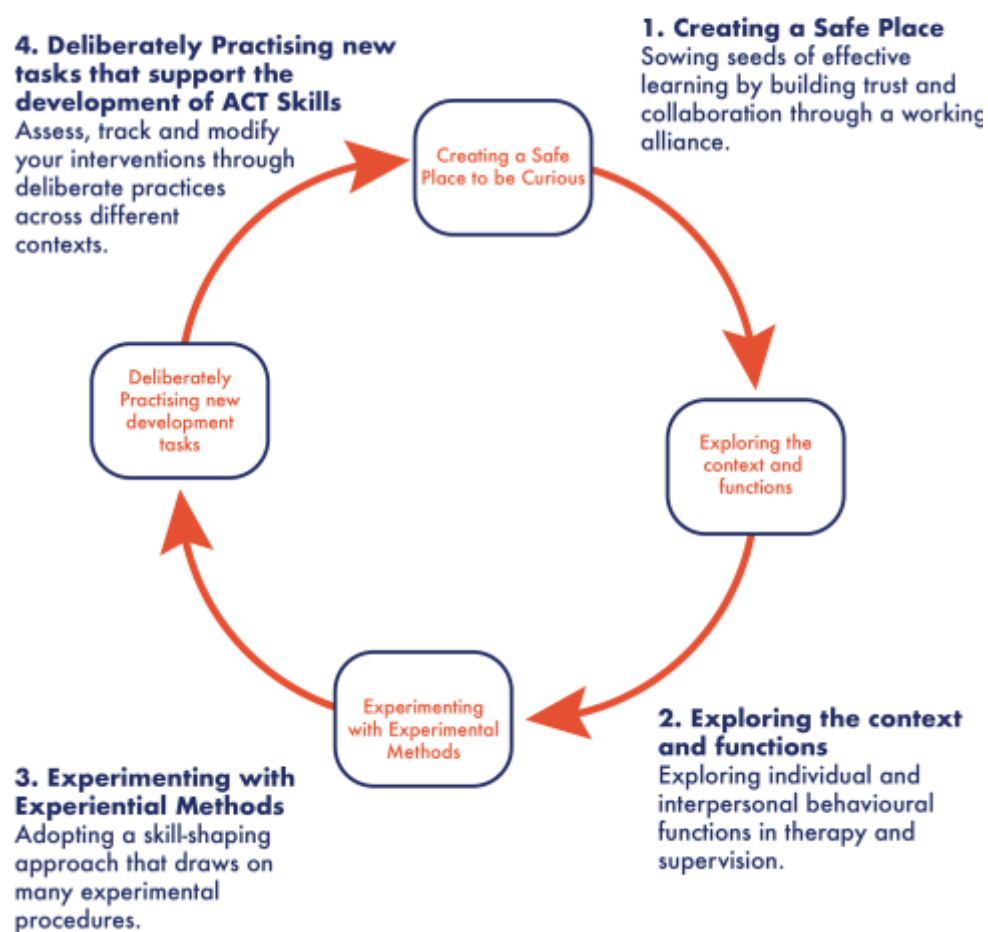 1. Creating a Safe Place
Sowing seeds of effective
learning by building trust and
collaboration through a working
alliance.
4. Deliberately Practising new
tasks that support the
development of ACT Skills
Assess, track and modify
your interventions through
deliberate practices
across different
contexts.
Creating a Safe
Place to be Curious
Deliberately
Practising new
development
tasks
Exploring the
context and
functions
Experimenting
with Experimental
Methods
2. Exploring the context
and functions
Exploring individual and
interpersonal behavioural
functions in therapy and
supervision.
3. Experimenting with
Experiential Methods
Adopting a skill-shaping
approach that draws on
many experimental
procedures.